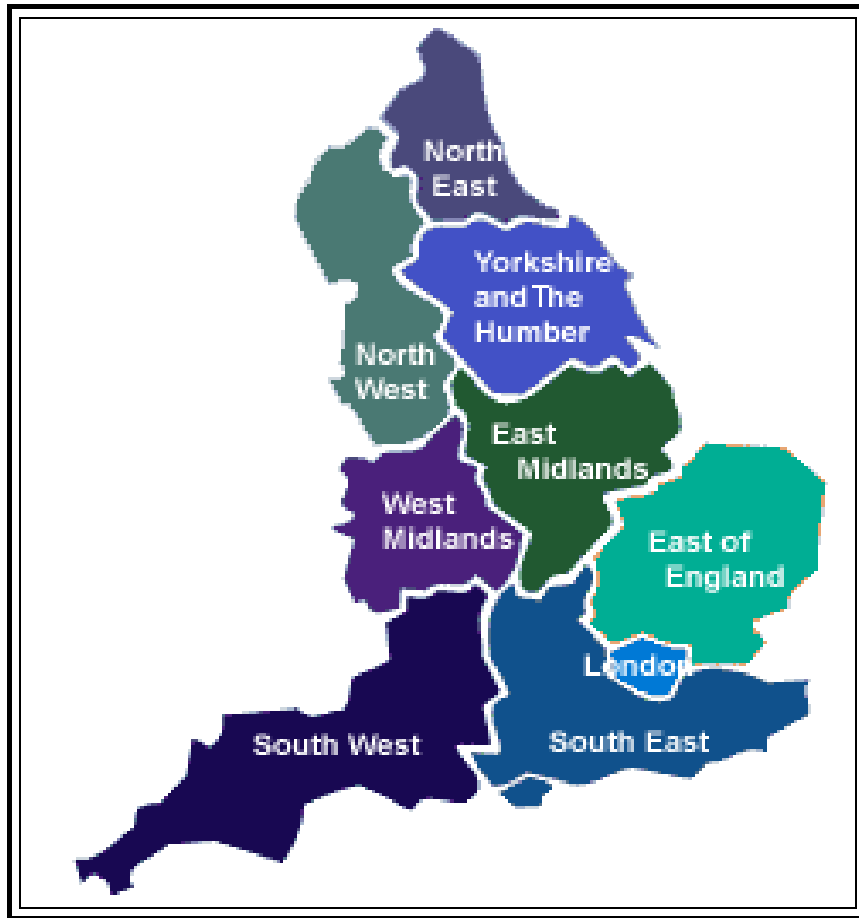 North
East
Yorkshire
and The
Humber
North
West
East
Midlands
West
Midlands
East of
England
London
South West
South East